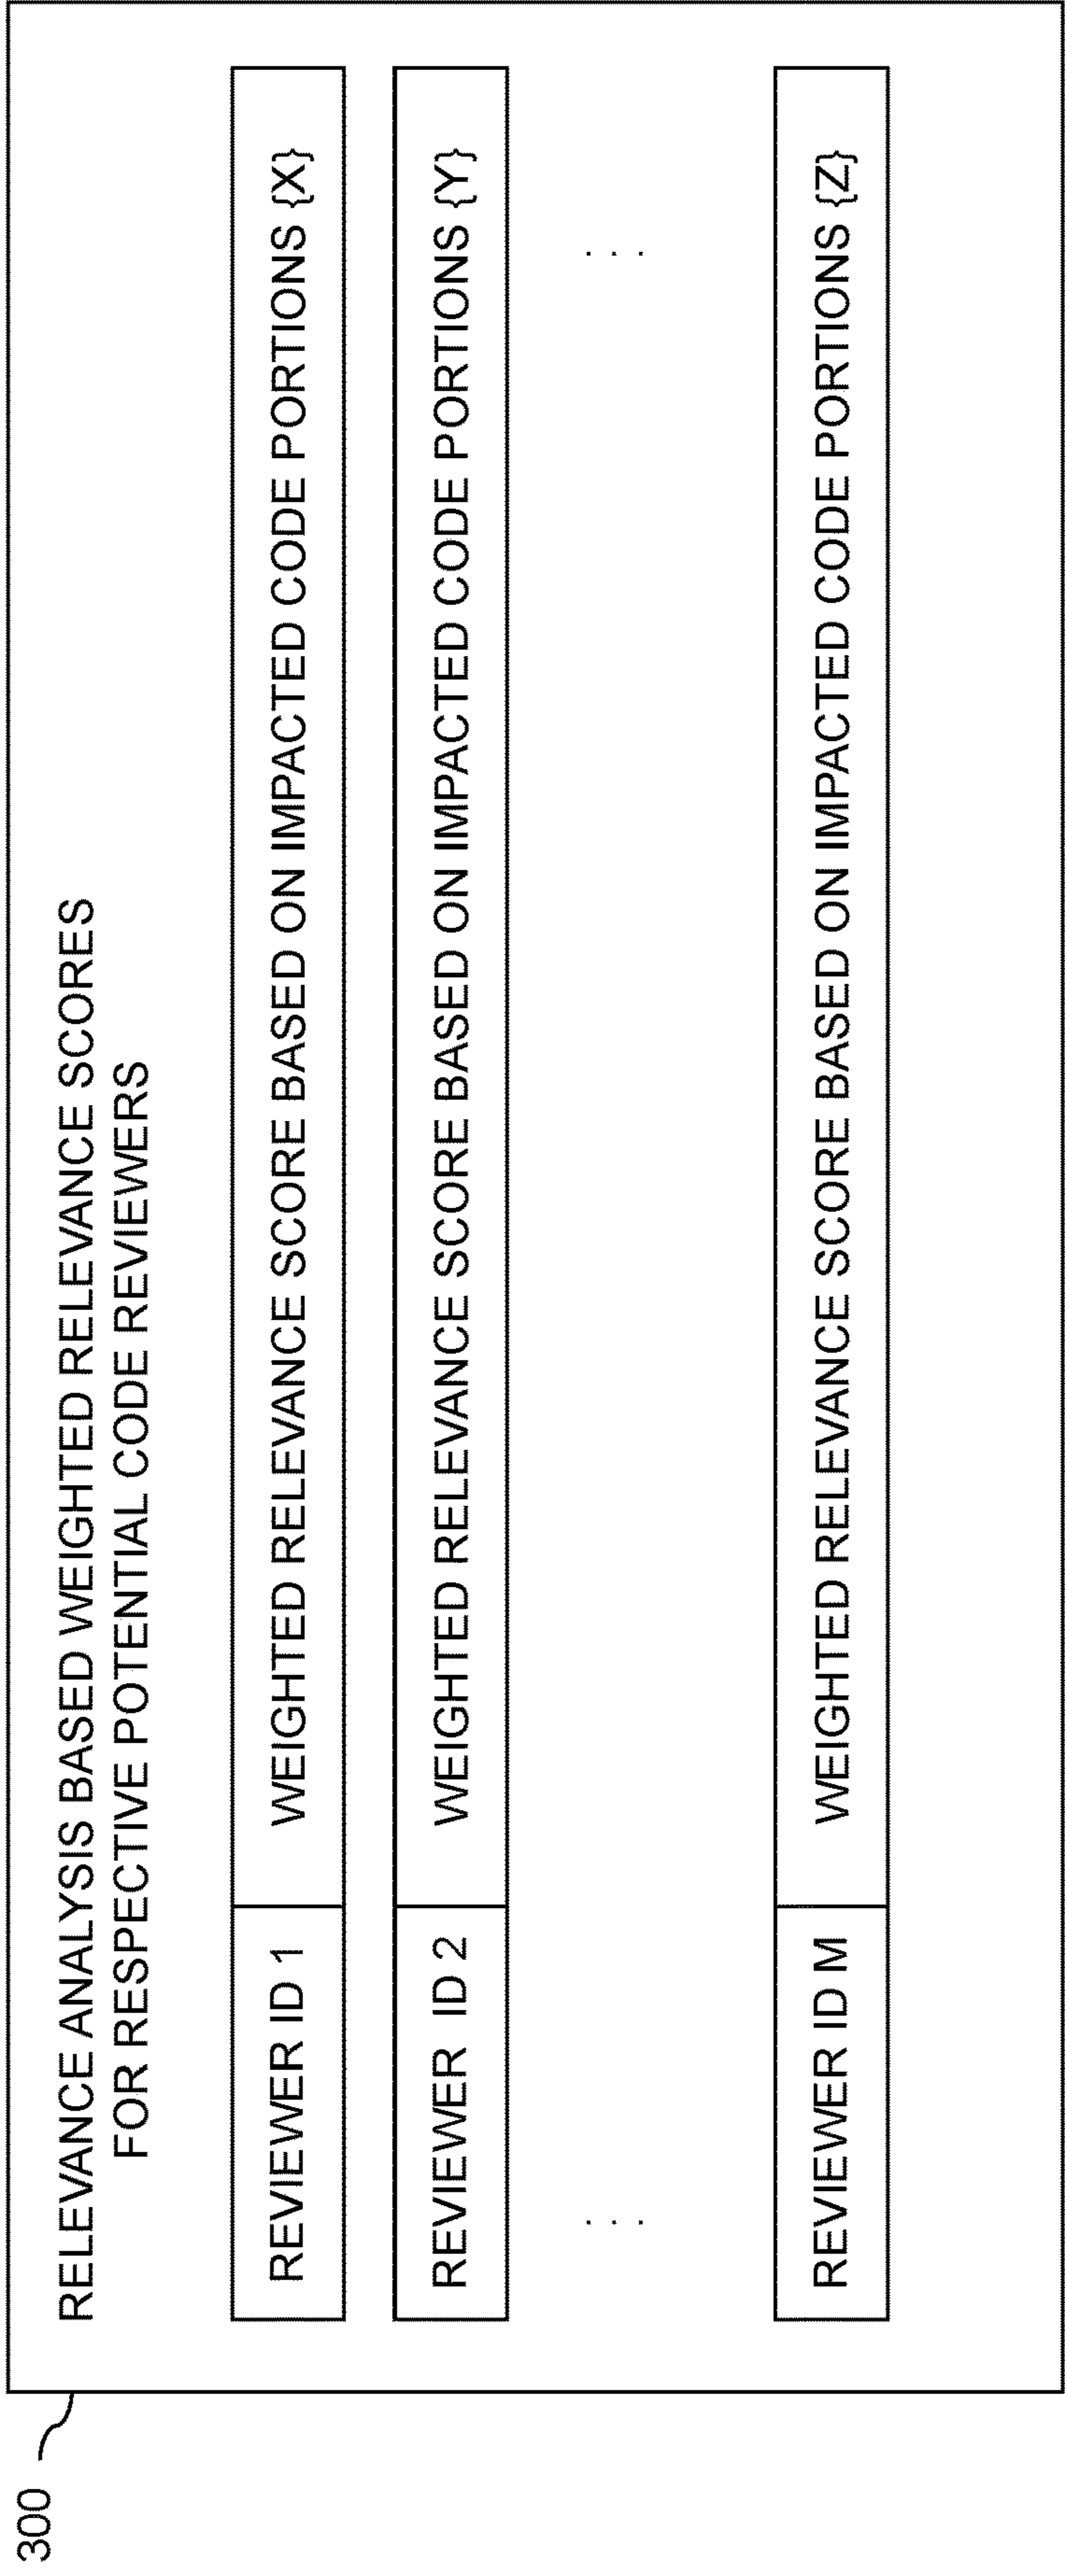 300
RELEVANCE ANALYSIS BASED WEIGHTED RELEVANCE SCORES
FOR RESPECTIVE POTENTIAL CODE REVIEWERS
REVIEWER ID 1 WEIGHTED RELEVANCE SCORE BASED ON IMPACTED CODE PORTIONS {X}
REVIEWER ID 2 WEIGHTED RELEVANCE SCORE BASED ON IMPACTED CODE PORTIONS {Y}
. . . . . .
REVIEWER ID M WEIGHTED RELEVANCE SCORE BASED ON IMPACTED CODE PORTIONS {Z}